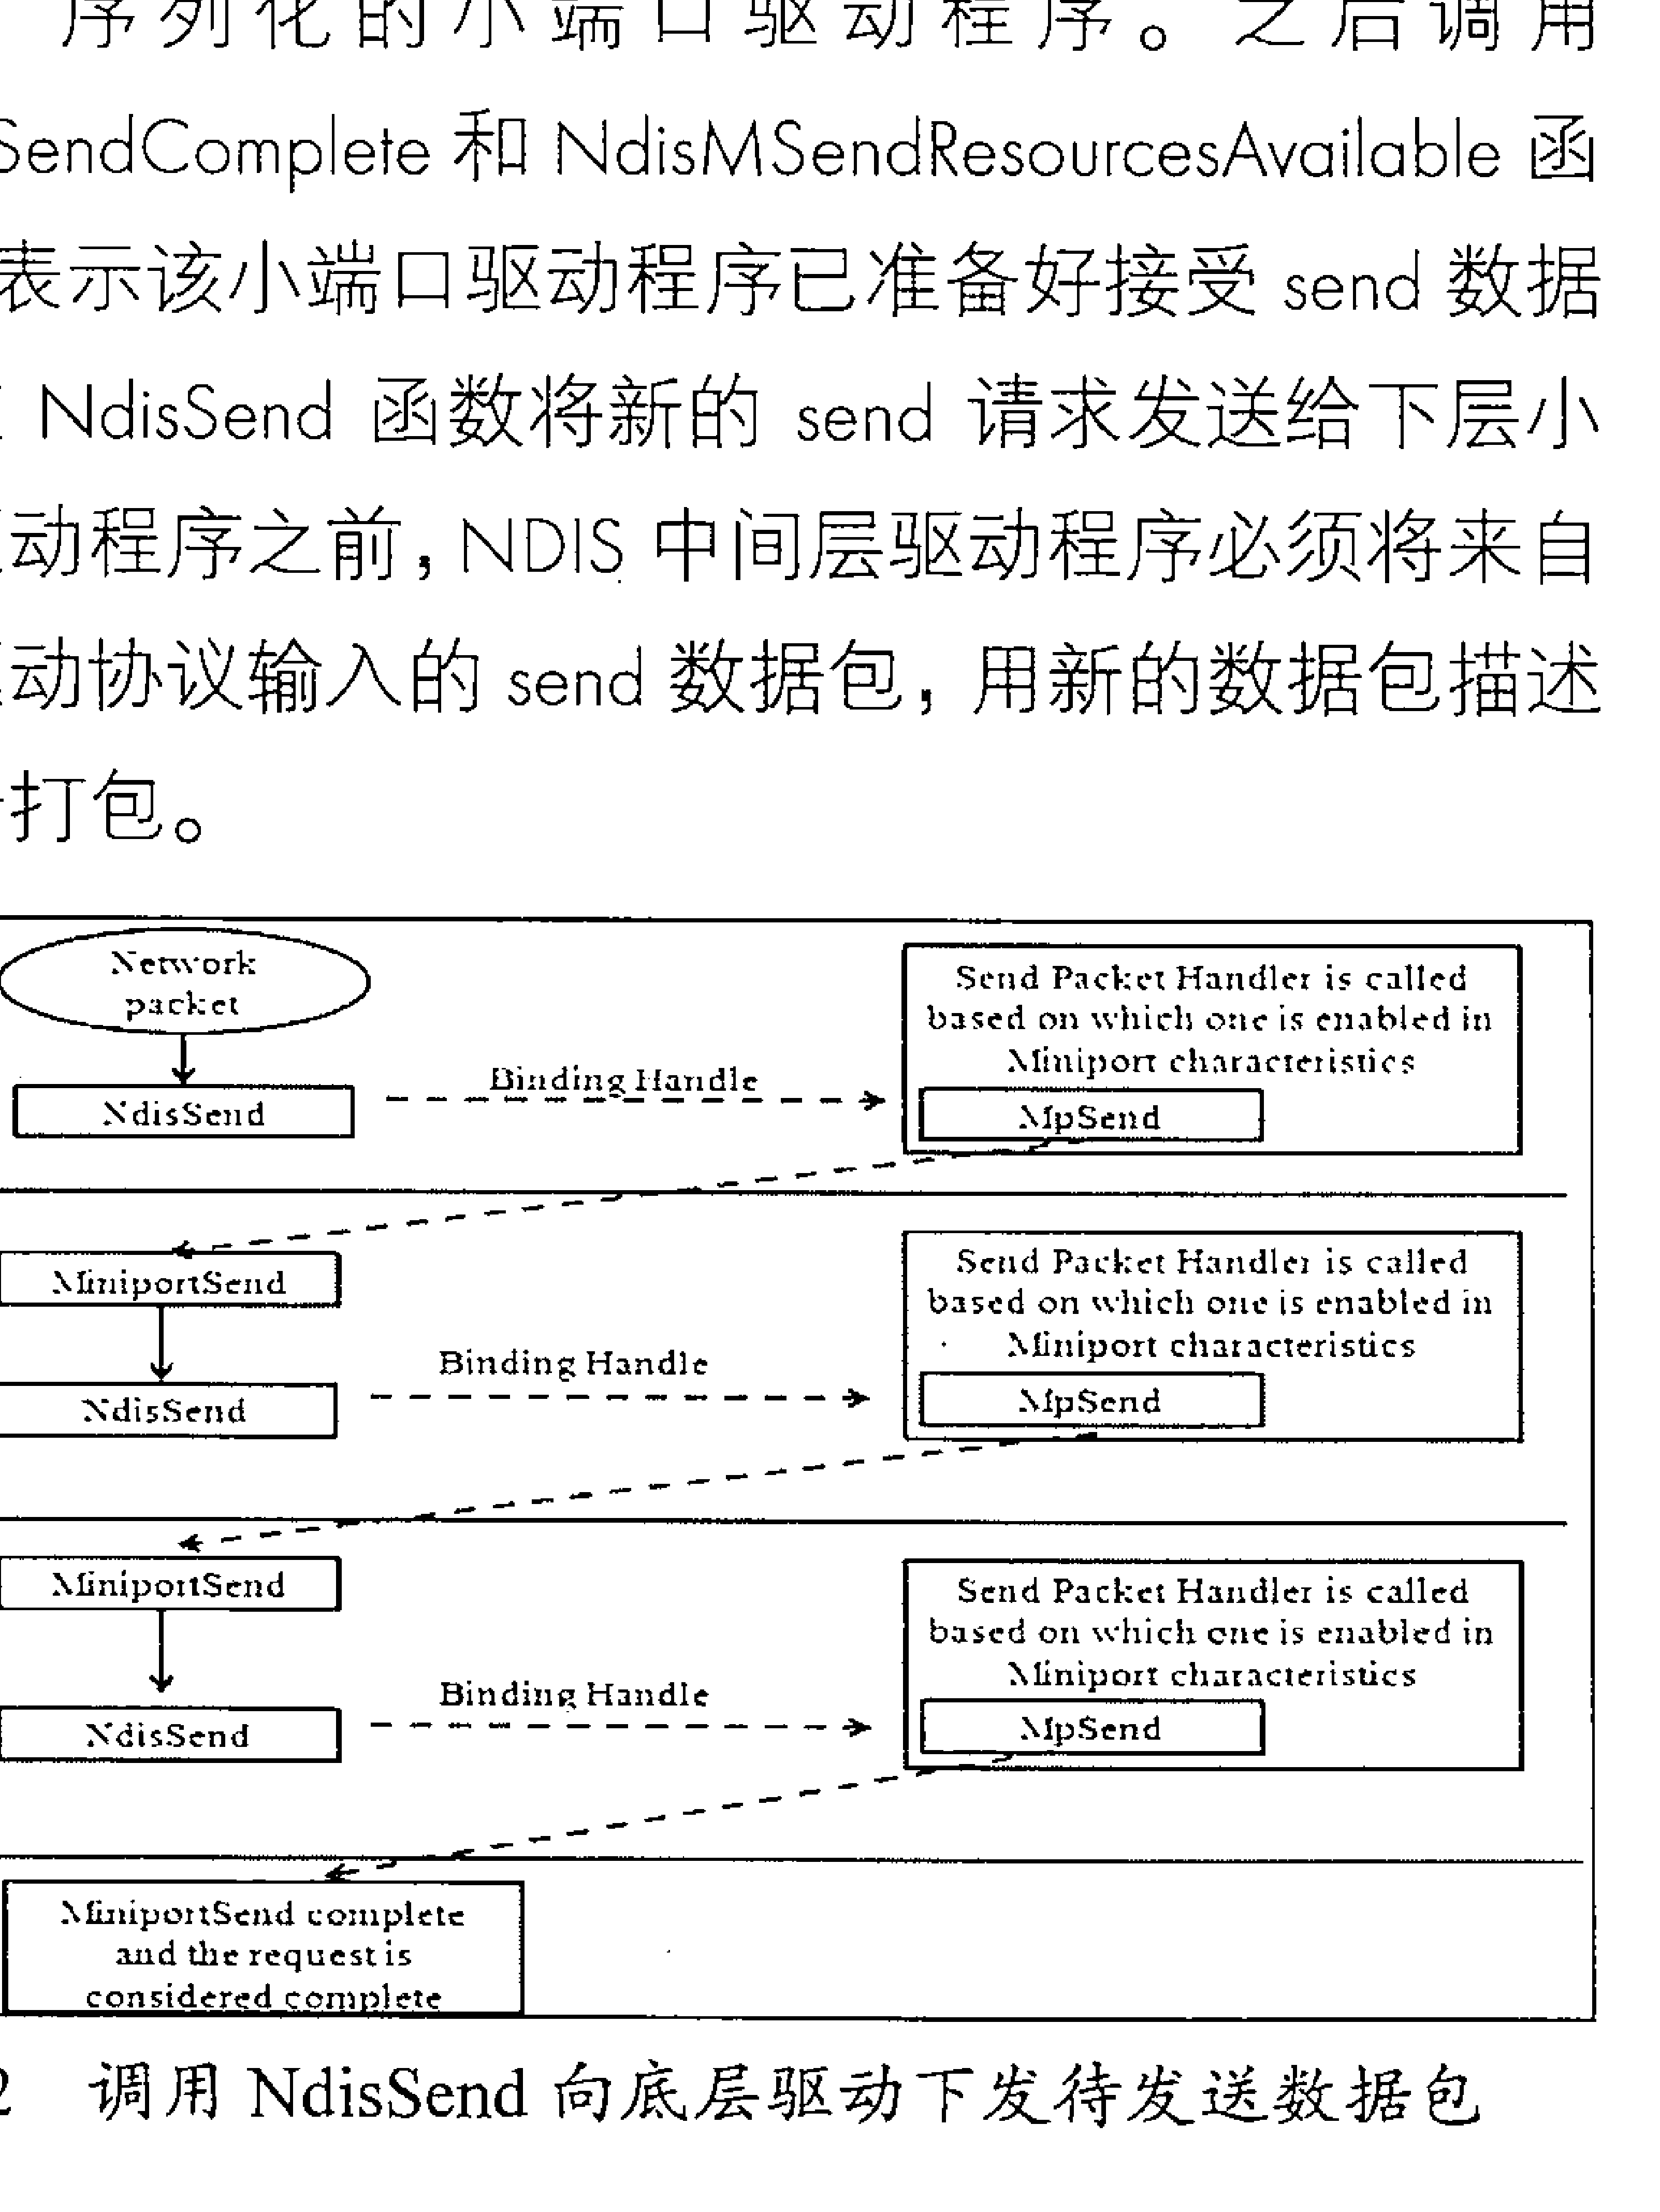 序列化的小端口驱动程序。之后调用
SendComplete 和 NdisMSendResourcesAvailable 函
表示该小端口驱动程序已准备好接受 send 数据
NdisSend 函数将新的 send 请求发送给下层小
动程序之前，NDIS 中间层驱动程序必须将来自
动协议输入的 send 数据包，用新的数据包描述
打包。
Network
packet
NdisSend
Binding Handle
Send Packet Handler is called
based on which one is enabled in
Miniport characteristics
MpSend
MiniportSend
NdisSend
Binding Handle
Send Packet Handler is called
based on which one is enabled in
Miniport characteristics
MpSend
MiniportSend
NdisSend
Binding Handle
Send Packet Handler is called
based on which one is enabled in
Miniport characteristics
MpSend
MiniportSend complete
and the request is
considered complete
2 调用 NdisSend 向底层驱动下发待发送数据包